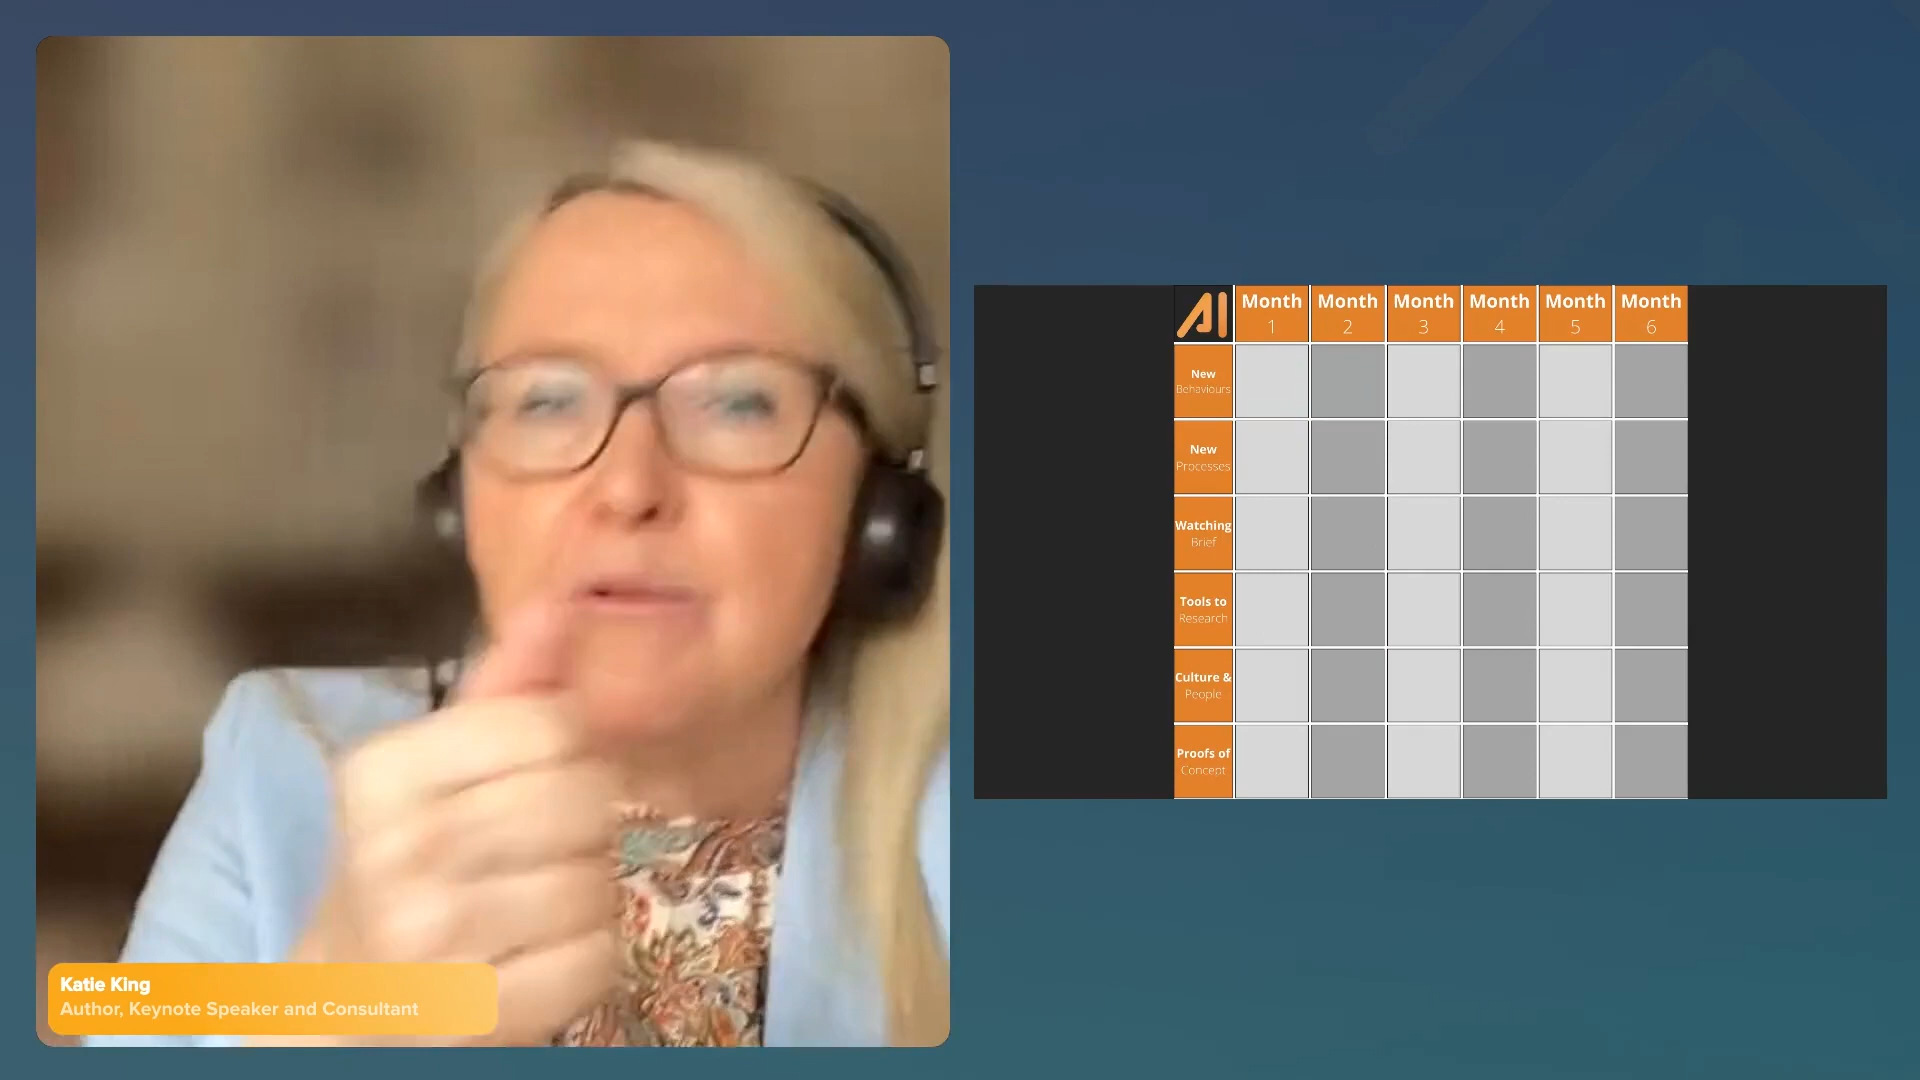 Katie King
Author, Keynote Speaker and Consultant
AI
Month
1
Month
2
Month
3
Month
4
Month
5
Month
6
New
Behaviours
New
Processes
Watching
Brief
Tools to
Research
Culture &
People
Proofs of
Concept